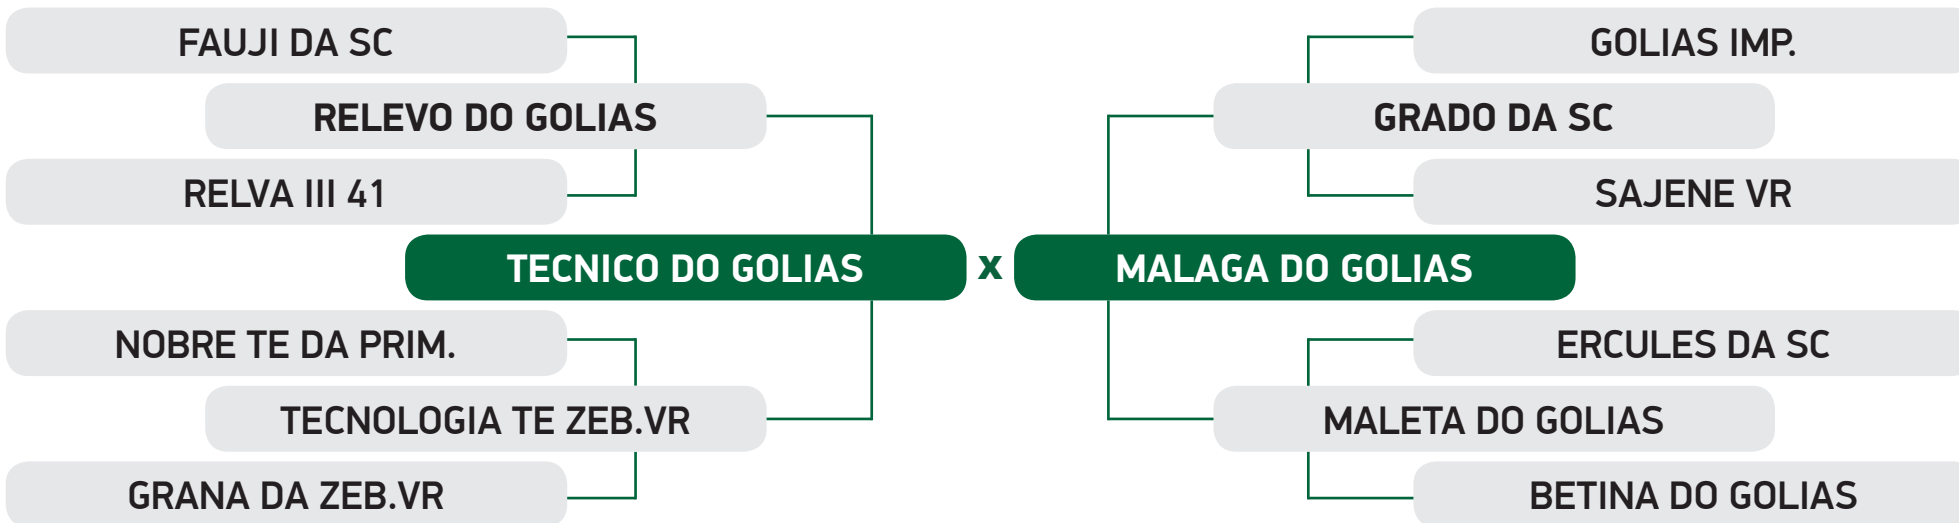 FAUJI DA SC
GOLIAS IMP.
RELEVO DO GOLIAS
GRADO DA SC
RELVA III 41
SAJENE VR
TECNICO DO GOLIAS x MALAGA DO GOLIAS
NOBRE TE DA PRIM.
ERCULES DA SC
TECNOLOGIA TE ZEB.VR
MALETA DO GOLIAS
GRANA DA ZEB.VR
BETINA DO GOLIAS